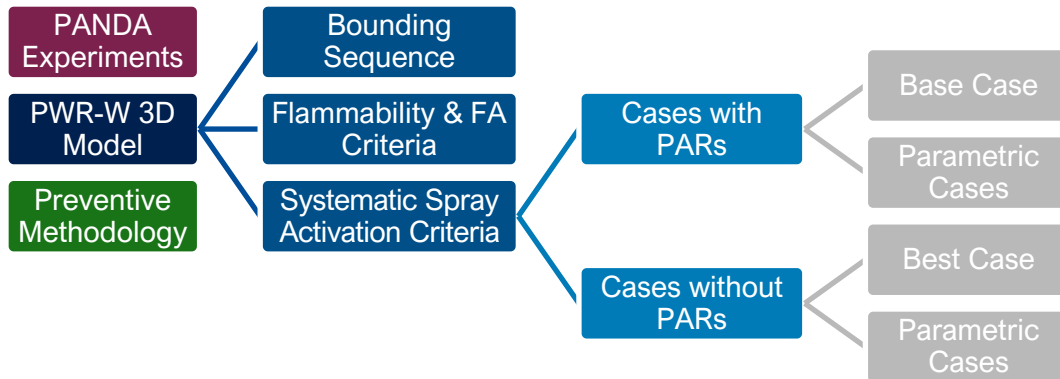 PANDA
Experiments
PWR-W 3D
Model
Preventive
Methodology
Bounding
Sequence
Flammability & FA
Criteria
Systematic Spray
Activation Criteria
Cases with
PARs
Cases without
PARs
Base Case
Parametric
Cases
Best Case
Parametric
Cases